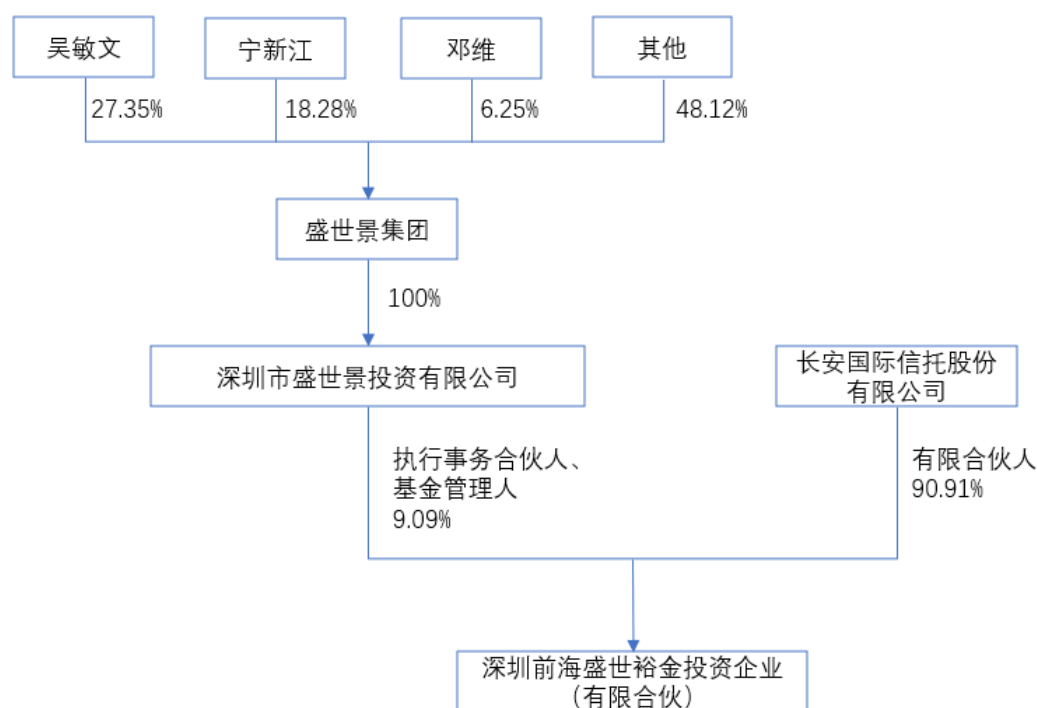 吴敏文
宁新江
邓维
其他
27.35%
18.28%
6.25%
48.12%
盛世景集团
100%
深圳市盛世景投资有限公司
长安国际信托股份
有限公司
执行事务合伙人、
基金管理人
9.09%
有限合伙人
90.91%
深圳前海盛世裕金投资企业
（有限合伙）